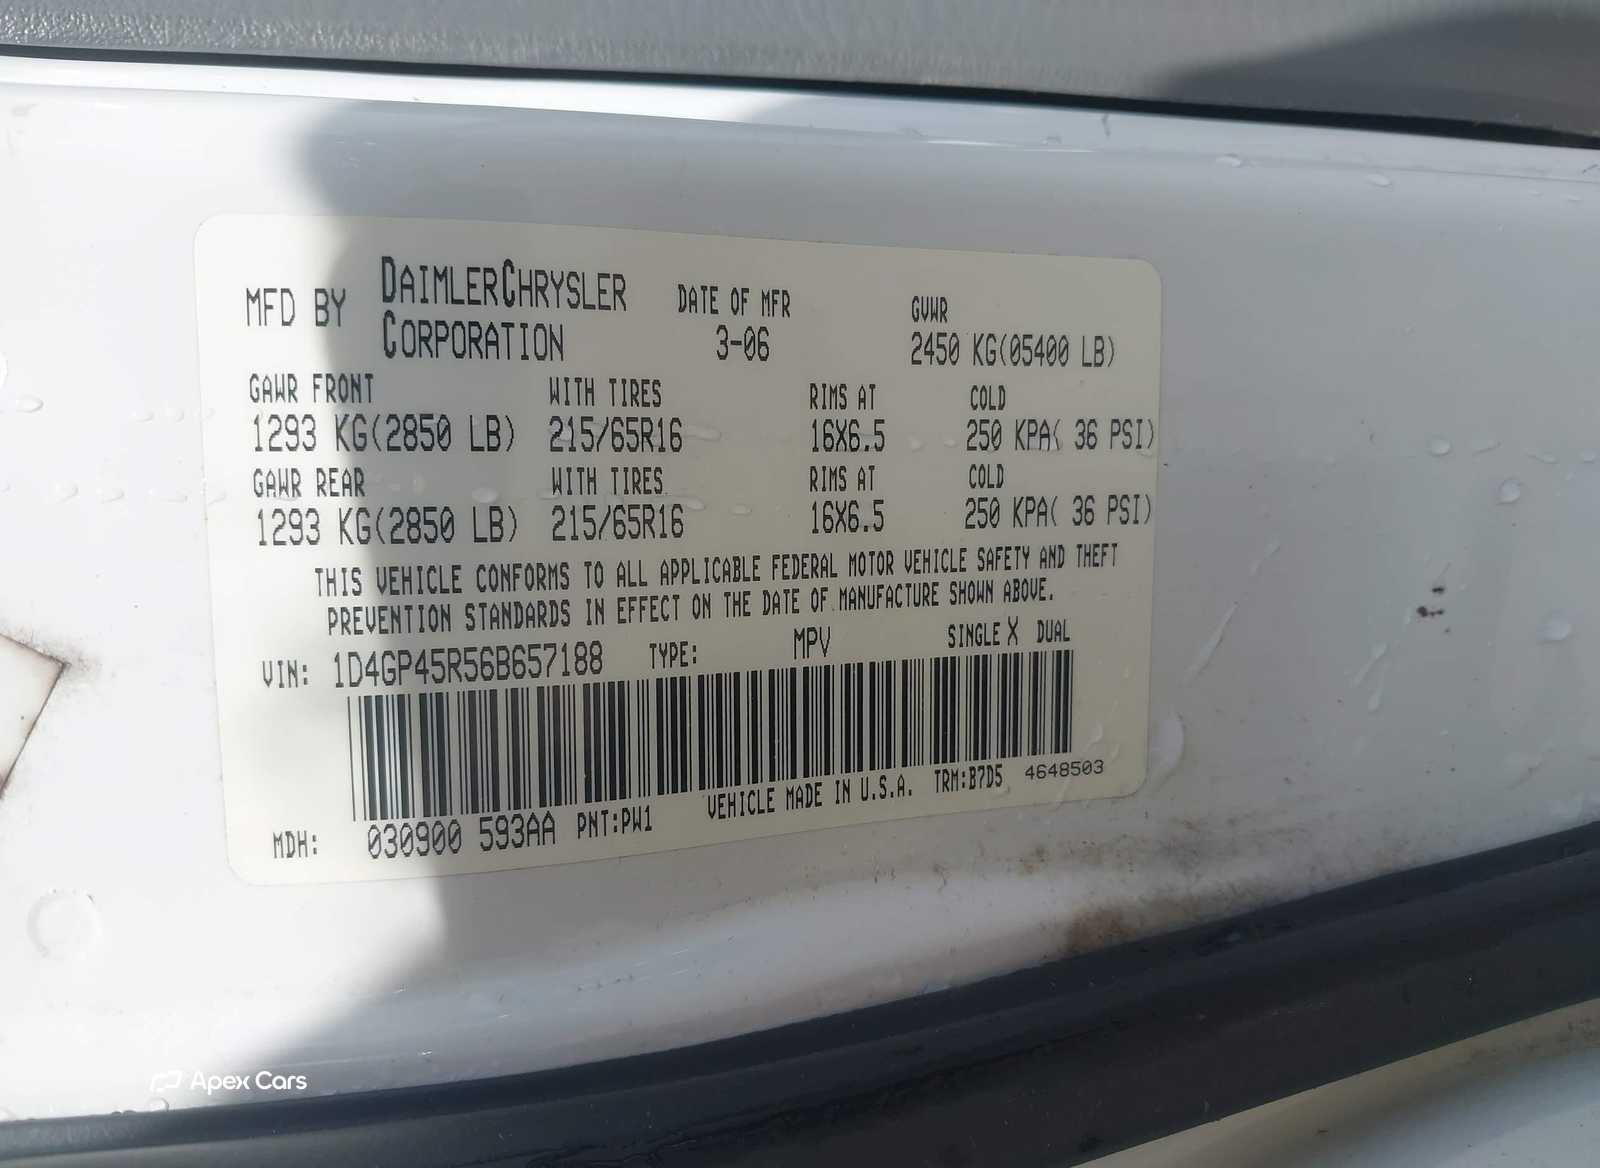 MFD BY DAIMLERCHRYSLER CORPORATION
DATE OF MFR
3-06
GVWR
2450 KG(05400 LB)
GAWR FRONT WITH TIRES RIMS AT COLD
1293 KG(2850 LB) 215/65R16 16X6.5 250 KPA( 36 PSI)
GAWR REAR WITH TIRES RIMS AT COLD
1293 KG(2850 LB) 215/65R16 16X6.5 250 KPA( 36 PSI)
THIS VEHICLE CONFORMS TO ALL APPLICABLE FEDERAL MOTOR VEHICLE SAFETY AND THEFT
PREVENTION STANDARDS IN EFFECT ON THE DATE OF MANUFACTURE SHOWN ABOVE.
VIN: 1D4GP45R56B657188 TYPE: MPV SINGLE X DUAL
MDH: 030900 593AA PNT:PW1 VEHICLE MADE IN U.S.A. TRM:B7D5 4648503
Apex Cars